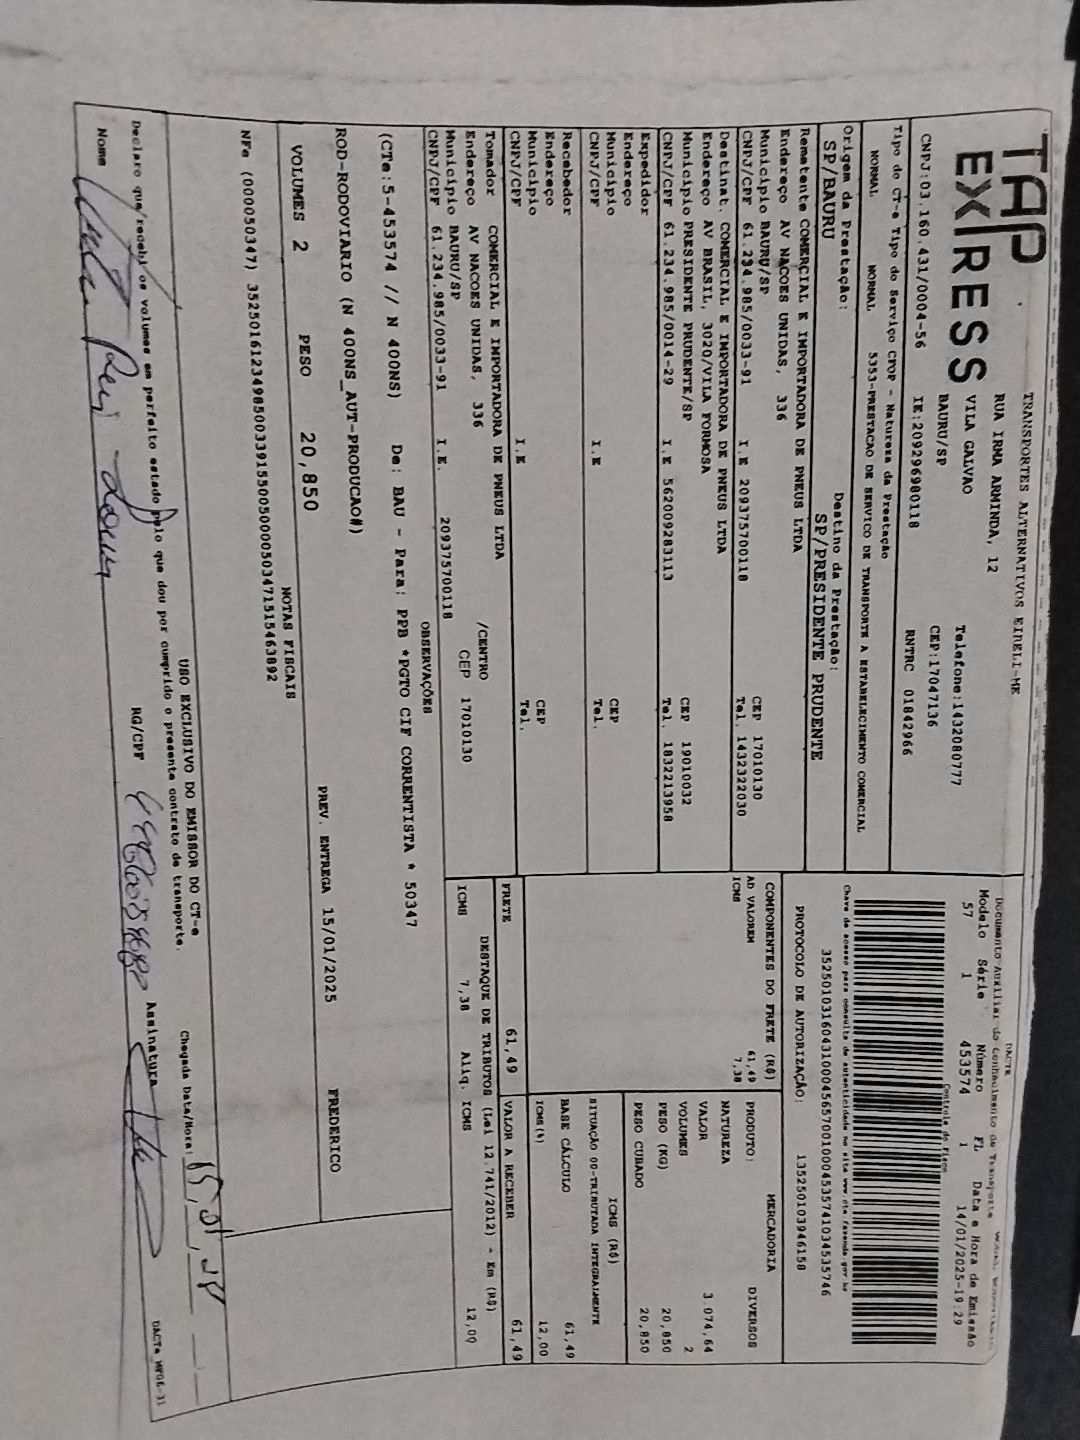 TAP EXPRESS
TRANSPORTES ALTERNATIVOS EIRELI-ME
RUA IRMA ARMINDA, 12
VILA GALVAO
BAURU/SP
Telefone:1432080777
CEP:17047136
CNPJ:03.160.431/0004-56 IE:209296980118 RNTRC 01842966
DACTE
Documento Auxiliar do Conhecimento de Transporte
Modelo Série Número FL Data e Hora de Emissão
57 1 453574 1 14/01/2025-19:29
Controle do Fisco
Chave de acesso para consulta de autenticidade no site www.cte.fazenda.gov.br
35250103160431000456570010004535741034535746
PROTOCOLO DE AUTORIZAÇÃO: 135250103946158
Tipo do CT-e Tipo do Serviço CFOP - Natureza da Prestação
NORMAL NORMAL 5353-PRESTACAO DE SERVICO DE TRANSPORTE A ESTABELECIMENTO COMERCIAL
Origem da Prestação: Destino da Prestação:
SP/BAURU SP/PRESIDENTE PRUDENTE
Remetente COMERCIAL E IMPORTADORA DE PNEUS LTDA
Endereço AV NACOES UNIDAS, 336
Município BAURU/SP CEP 17010130
CNPJ/CPF 61.234.985/0033-91 I.E 209375700118 Tel. 1432322030
Destinat. COMERCIAL E IMPORTADORA DE PNEUS LTDA
Endereço AV BRASIL, 3020/VILA FORMOSA
Município PRESIDENTE PRUDENTE/SP CEP 19010032
CNPJ/CPF 61.234.985/0014-29 I.E 562009283113 Tel. 1832213958
Expedidor
Endereço
Município CEP
CNPJ/CPF I.E Tel.
Recebedor
Endereço
Município CEP
CNPJ/CPF I.E Tel.
Tomador COMERCIAL E IMPORTADORA DE PNEUS LTDA
Endereço AV NACOES UNIDAS, 336 /CENTRO
Município BAURU/SP CEP 17010130
CNPJ/CPF 61.234.985/0033-91 I.E. 209375700118
COMPONENTES DO FRETE (R$)
AD VALOREM 61,49
ICMS 7,38
MERCADORIA
PRODUTO:
NATUREZA DIVERSOS
VALOR 3.074,64
VOLUMES 2
PESO (KG) 20,850
PESO CUBADO 20,850
ICMS (R$)
SITUAÇÃO 00-TRIBUTADA INTEGRALMENTE
BASE CÁLCULO 61,49
ICMS(%) 12,00
FRETE 61,49 VALOR A RECEBER 61,49
DESTAQUE DE TRIBUTOS (Lei 12.741/2012) - Em (R$)
ICMS 7,38 Aliq. ICMS 12,00
OBSERVAÇÕES
(CTe:5-453574 // N 400NS) De: BAU - Para: PPB *PGTO CIF CORRENTISTA * 50347
ROD-RODOVIARIO (N 400NS_AUT-PRODUCAO#)
PREV. ENTREGA 15/01/2025 FREDERICO
VOLUMES 2 PESO 20,850
NOTAS FISCAIS
NFe (000050347) 35250161234985003391550050000503471515463892
USO EXCLUSIVO DO EMISSOR DO CT-e
Declaro que recebi os volumes em perfeito estado pelo que dou por cumprido o presente contrato de transporte. Chegada Data/Hora:
Nome RG/CPF Assinatura